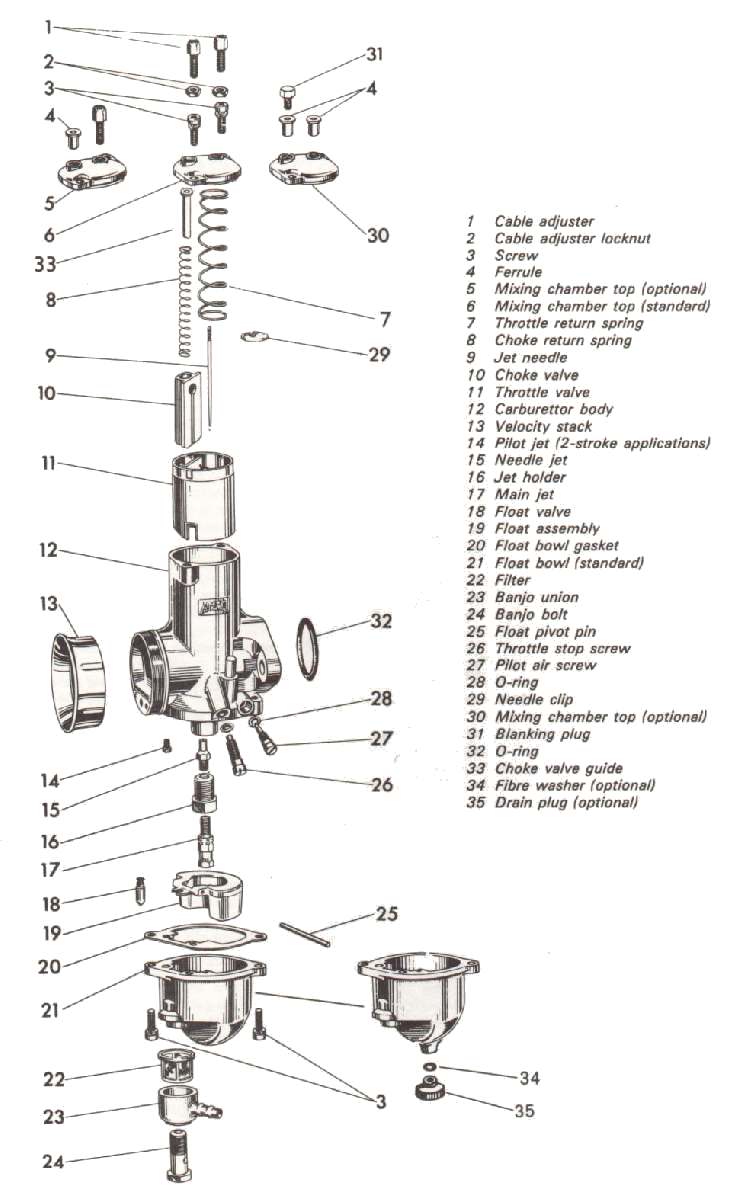 1
2
3
4
5
6
33
8
7
9
29
10
11
12
13
14
15
16
17
18
19
20
21
22
23
24
25
26
27
28
30
31
4
32
3
34
35
1 Cable adjuster
2 Cable adjuster locknut
3 Screw
4 Ferrule
5 Mixing chamber top (optional)
6 Mixing chamber top (standard)
7 Throttle return spring
8 Choke return spring
9 Jet needle
10 Choke valve
11 Throttle valve
12 Carburettor body
13 Velocity stack
14 Pilot jet (2-stroke applications)
15 Needle jet
16 Jet holder
17 Main jet
18 Float valve
19 Float assembly
20 Float bowl gasket
21 Float bowl (standard)
22 Filter
23 Banjo union
24 Banjo bolt
25 Float pivot pin
26 Throttle stop screw
27 Pilot air screw
28 O-ring
29 Needle clip
30 Mixing chamber top (optional)
31 Blanking plug
32 O-ring
33 Choke valve guide
34 Fibre washer (optional)
35 Drain plug (optional)